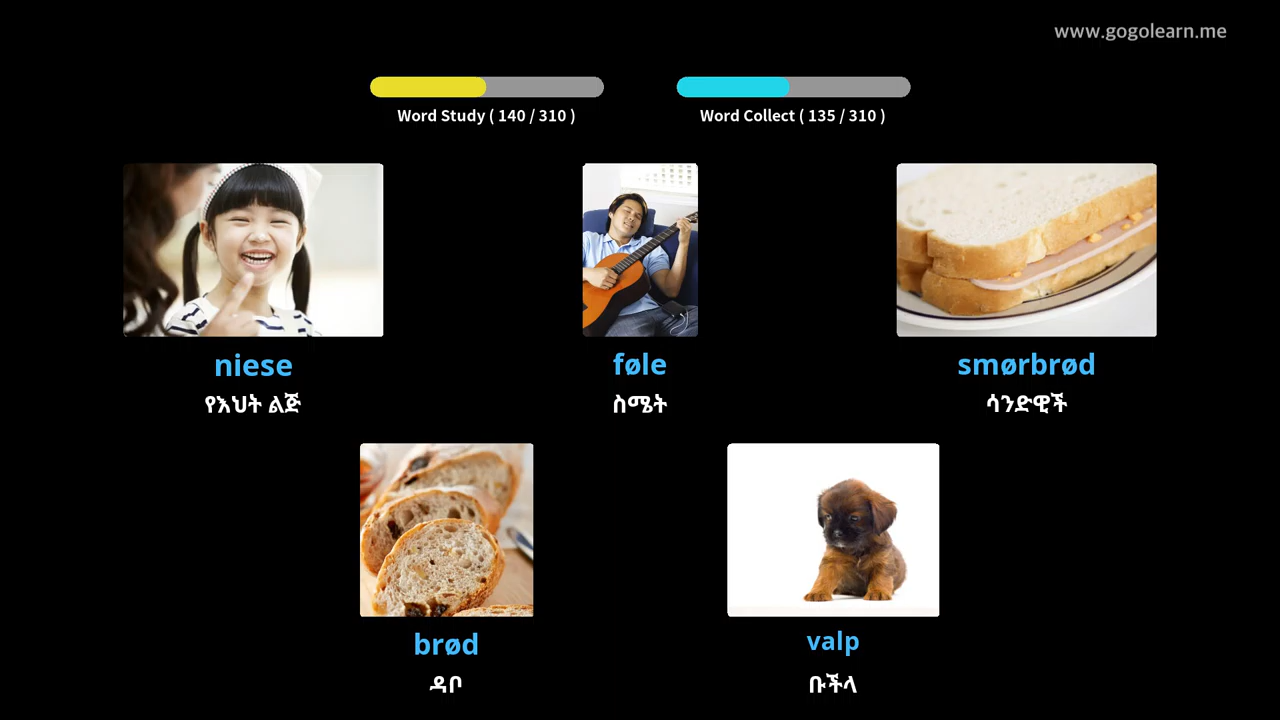 www.gogolearn.me
Word Study ( 140 / 310 )
Word Collect ( 135 / 310 )
niese
føle
smørbrød
የእህት ልጅ
ስሜት
ሳንድዊች
brød
valp
ዳቦ
ቡችላ